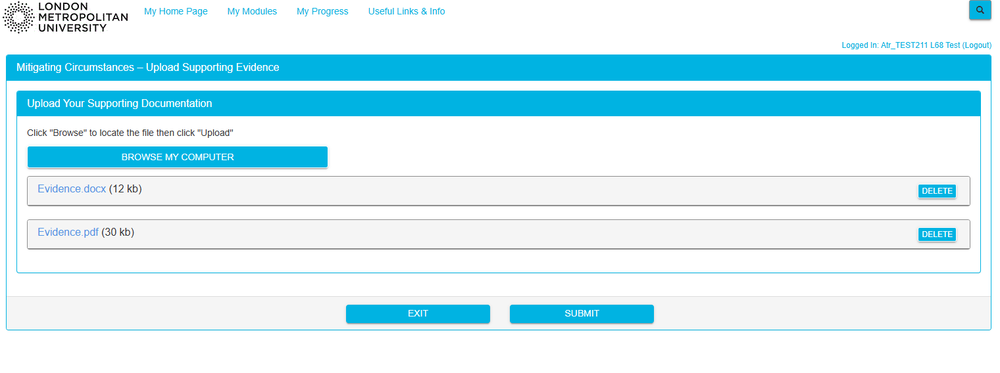 LONDON
METROPOLITAN
UNIVERSITY
My Home Page My Modules My Progress Useful Links & Info
Logged In: Atr_TEST211 L68 Test (Logout)
Mitigating Circumstances – Upload Supporting Evidence
Upload Your Supporting Documentation
Click "Browse" to locate the file then click "Upload"
BROWSE MY COMPUTER
Evidence.docx (12 kb) DELETE
Evidence.pdf (30 kb) DELETE
EXIT SUBMIT